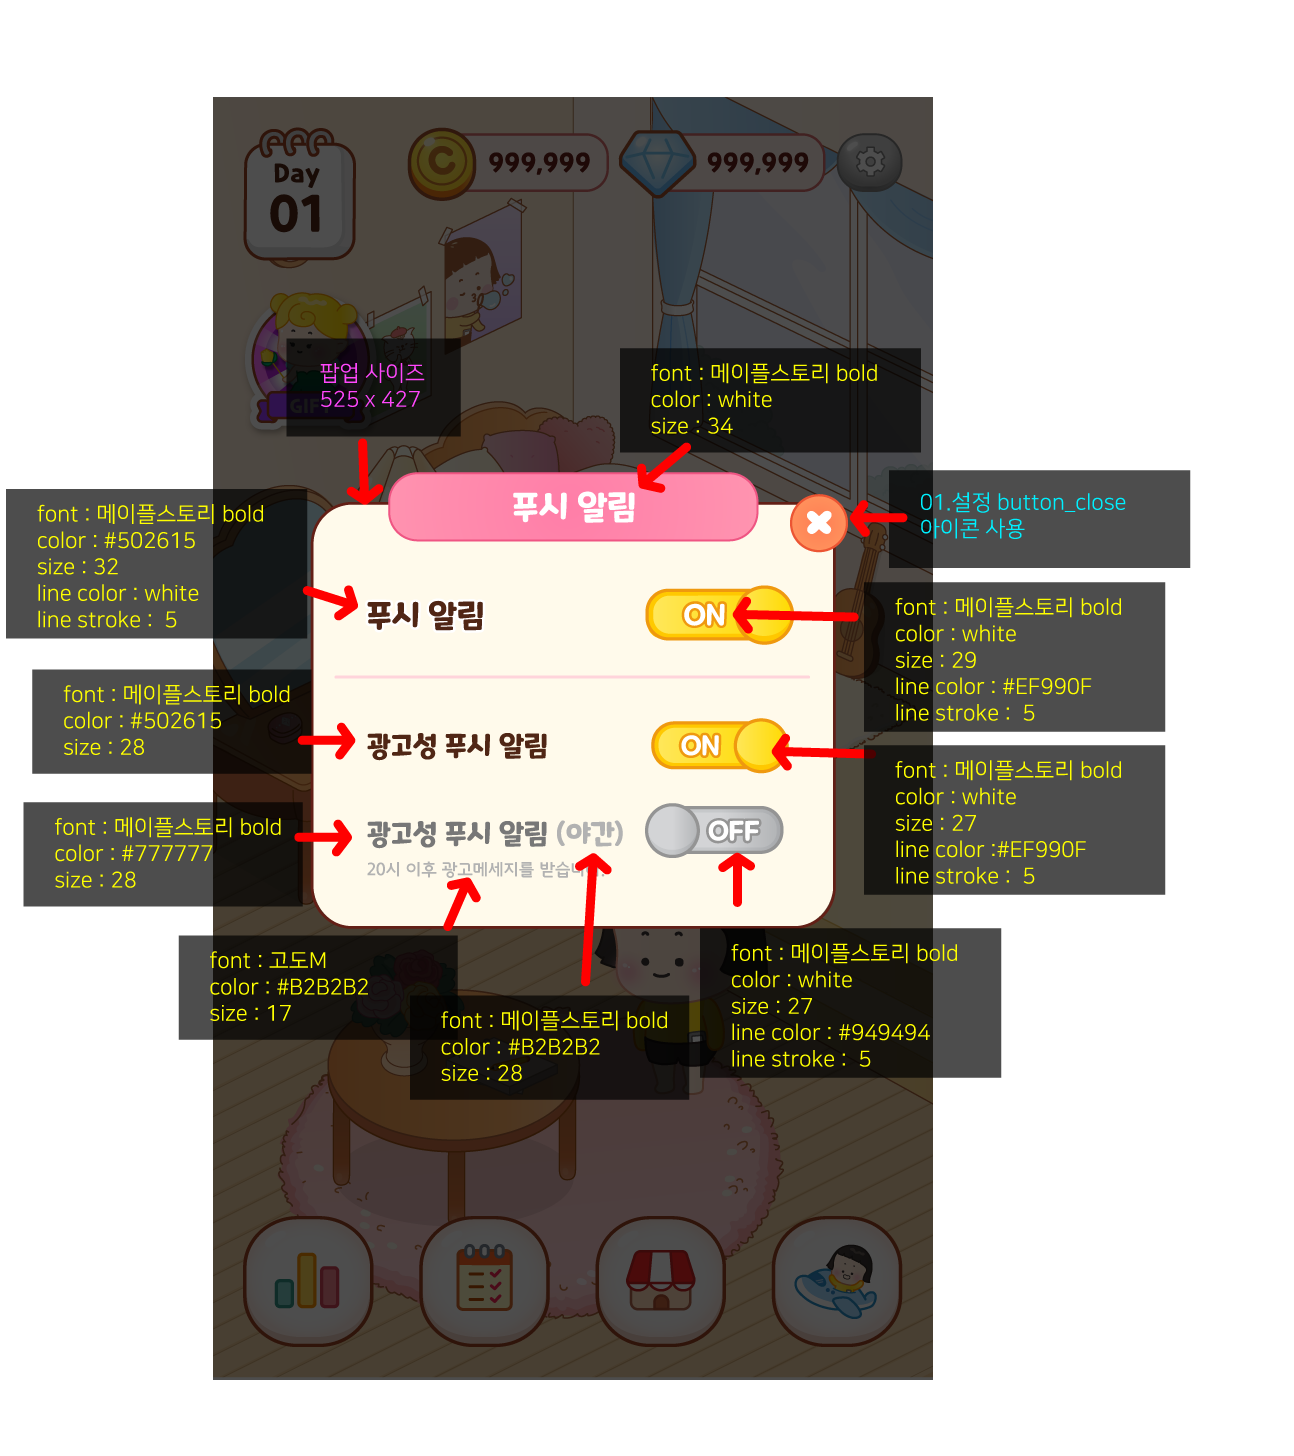 Day
01
999,999
999,999
GIFT
팝업 사이즈
525 x 427
font : 메이플스토리 bold
color : white
size : 34
푸시 알림
01.설정 button_close
아이콘 사용
font : 메이플스토리 bold
color : #502615
size : 32
line color : white
line stroke : 5
푸시 알림
ON
font : 메이플스토리 bold
color : white
size : 29
line color : #EF990F
line stroke : 5
font : 메이플스토리 bold
color : #502615
size : 28
광고성 푸시 알림
ON
font : 메이플스토리 bold
color : white
size : 27
line color :#EF990F
line stroke : 5
font : 메이플스토리 bold
color : #777777
size : 28
광고성 푸시 알림 (야간)
OFF
20시 이후 광고메세지를 받습니다.
font : 고도M
color : #B2B2B2
size : 17
font : 메이플스토리 bold
color : #B2B2B2
size : 28
font : 메이플스토리 bold
color : white
size : 27
line color : #949494
line stroke : 5